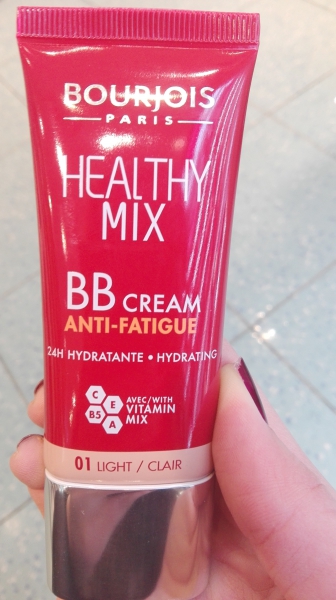 BOURJOIS
PARIS
HEALTHY
MIX
BB CREAM
ANTI-FATIGUE
24H HYDRATANTE • HYDRATING
C
E
B5
A
AVEC/WITH
VITAMIN
MIX
01 LIGHT / CLAIR